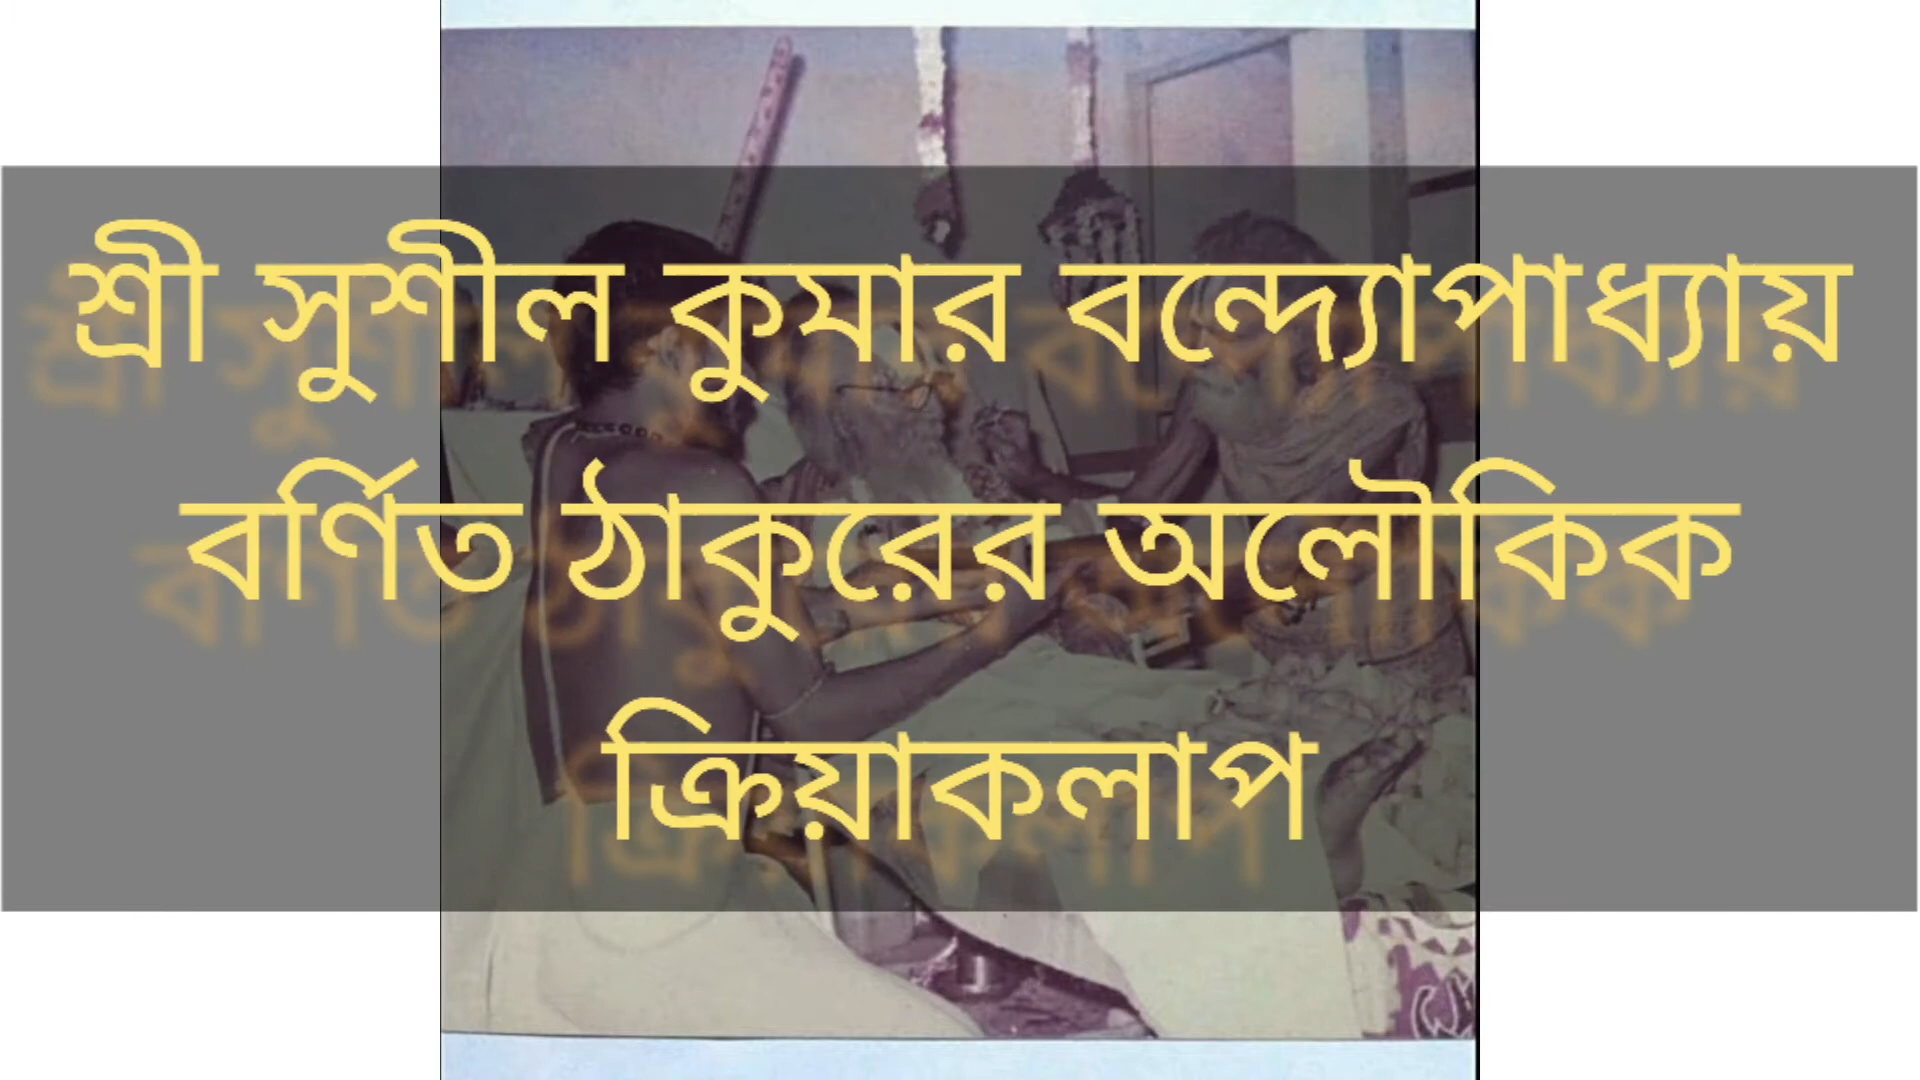 শ্রী সুশীল কুমার বন্দ্যোপাধ্যায়
বর্ণিত ঠাকুরের অলৌকিক
ক্রিয়াকলাপ